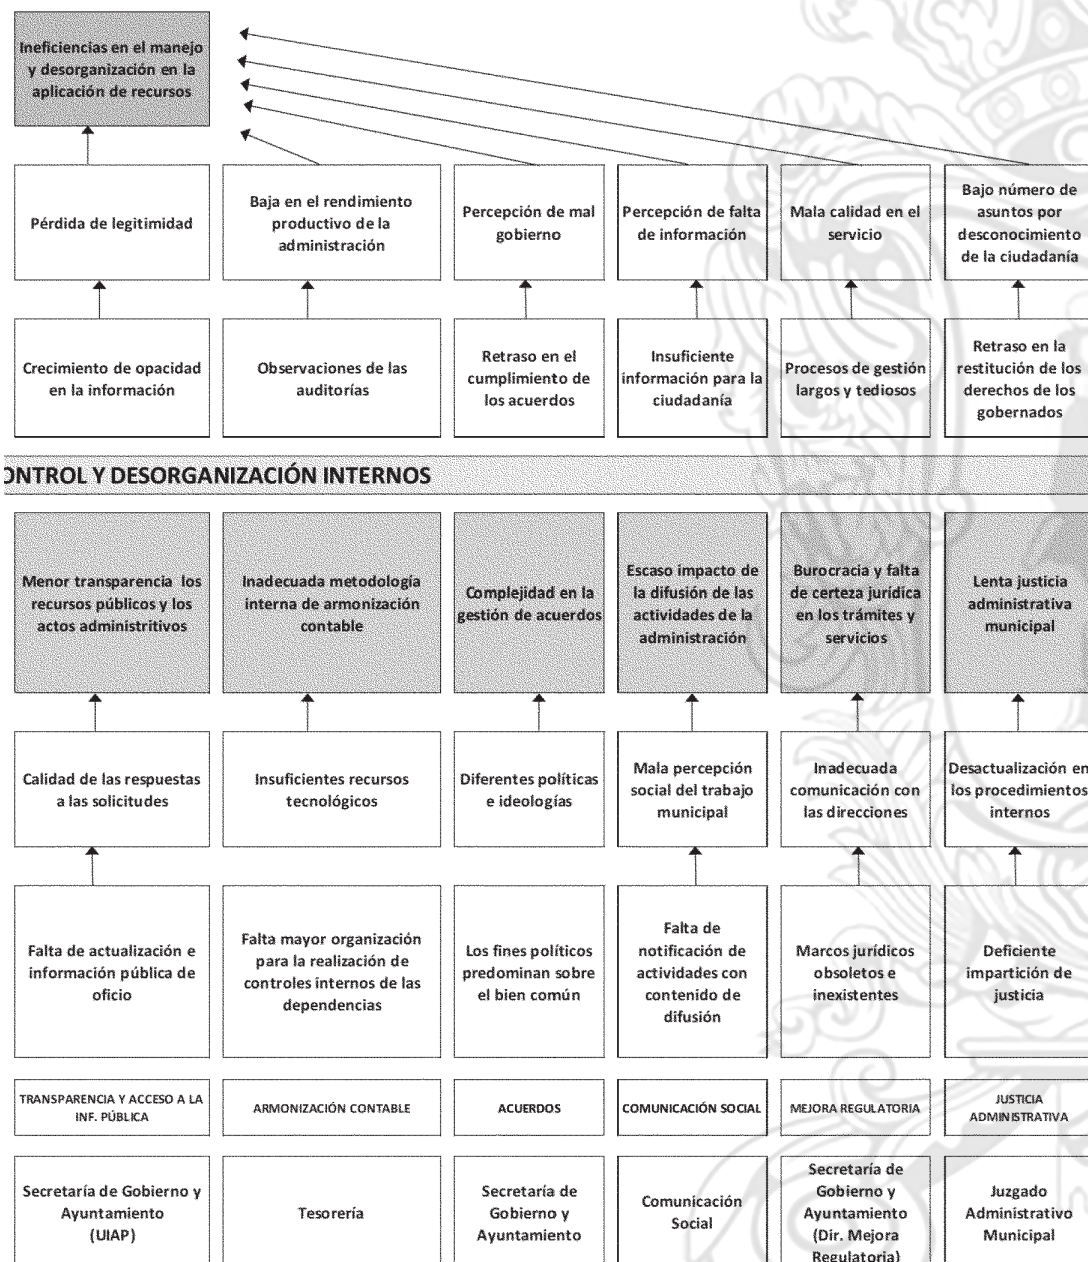 Ineficiencias en el manejo
y desorganización en la
aplicación de recursos
Pérdida de legitimidad
Baja en el rendimiento
productivo de la
administración
Percepción de mal
gobierno
Percepción de falta
de información
Mala calidad en el
servicio
Bajo número de
asuntos por
desconocimiento
de la ciudadanía
Crecimiento de opacidad
en la información
Observaciones de las
auditorías
Retraso en el
cumplimiento de
los acuerdos
Insuficiente
información para la
ciudadanía
Procesos de gestión
largos y tediosos
Retraso en la
restitución de los
derechos de los
gobernados
ONTROL Y DESORGANIZACIÓN INTERNOS
Menor transparencia los
recursos públicos y los
actos administritivos
Inadecuada metodología
interna de armonización
contable
Complejidad en la
gestión de acuerdos
Escaso impacto de
la difusión de las
actividades de la
administración
Burocracia y falta
de certeza jurídica
en los trámites y
servicios
Lenta justicia
administrativa
municipal
Calidad de las respuestas
a las solicitudes
Insuficientes recursos
tecnológicos
Diferentes políticas
e ideologías
Mala percepción
social del trabajo
municipal
Inadecuada
comunicación con
las direcciones
Desactualización en
los procedimientos
internos
Falta de actualización e
información pública de
oficio
Falta mayor organización
para la realización de
controles internos de las
dependencias
Los fines políticos
predominan sobre
el bien común
Falta de
notificación de
actividades con
contenido de
difusión
Marcos jurídicos
obsoletos e
inexistentes
Deficiente
impartición de
justicia
TRANSPARENCIA Y ACCESO A LA
INF. PÚBLICA
ARMONIZACIÓN CONTABLE
ACUERDOS
COMUNICACIÓN SOCIAL
MEJORA REGULATORIA
JUSTICIA
ADMINISTRATIVA
Secretaría de Gobierno y
Ayuntamiento
(UIAP)
Tesorería
Secretaría de
Gobierno y
Ayuntamiento
Comunicación
Social
Secretaría de
Gobierno y
Ayuntamiento
(Dir. Mejora
Regulatoria)
Juzgado
Administrativo
Municipal